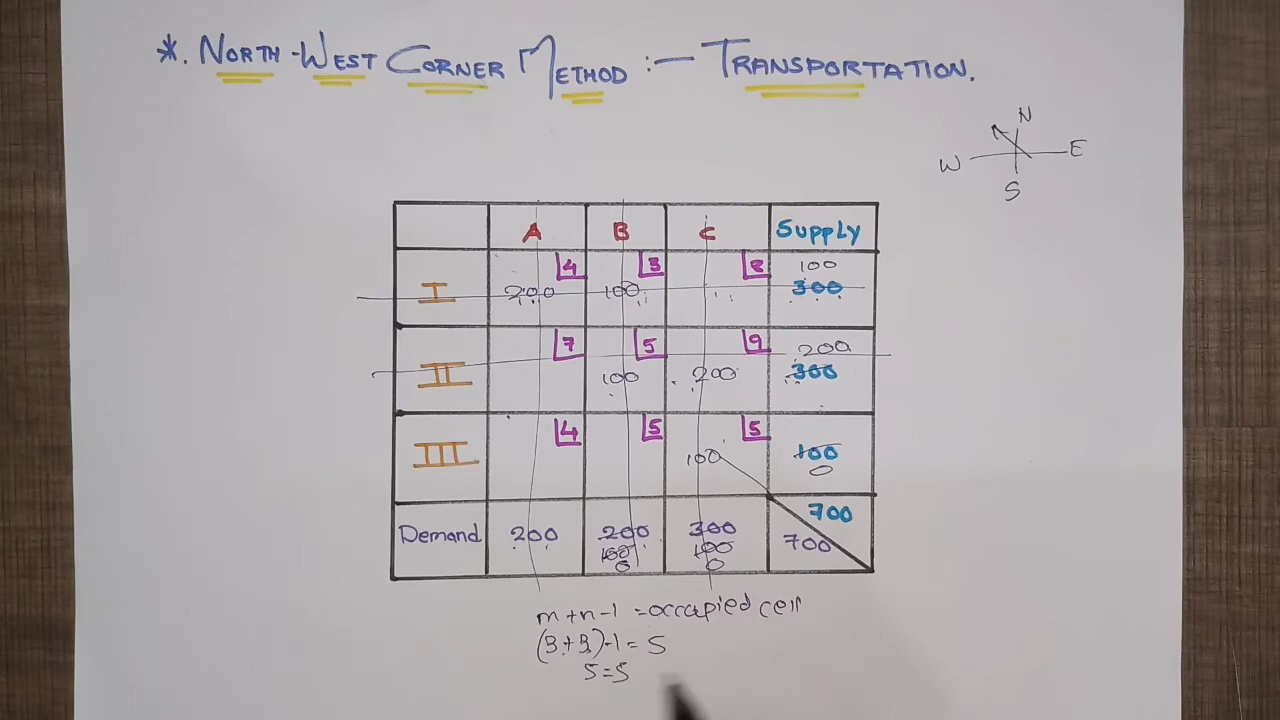 *. NORTH-WEST CORNER METHOD :- TRANSPORTATION.
N
W E
S
A B C Supply
4 3 8 100
I 200 100 300
7 5 9 200
II 100 200 300
4 5 5
III 100 100
0
700
Demand 200 200 300 700
100 100
0 0
m+n-1 = occupied cell
(3+3)-1 = 5
5=5